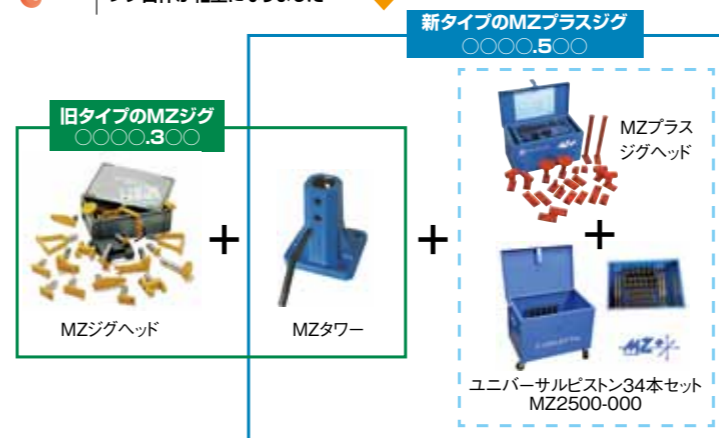 新タイプのMZプラスジグ
○○○○.5○○
旧タイプのMZジグ
○○○○.3○○
MZプラス
ジグヘッド
+
+
+
MZジグヘッド
MZタワー
ユニバーサルピストン34本セット
MZ2500-000